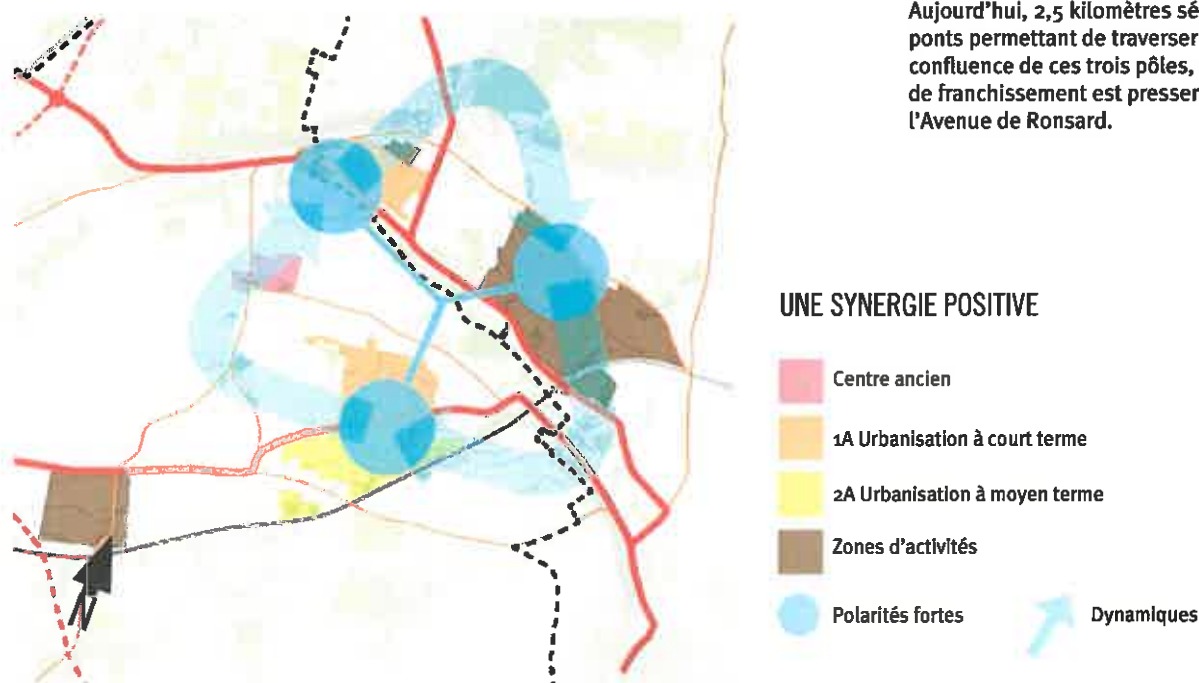 Aujourd'hui, 2,5 kilomètres sé
ponts permettant de traverser
confluence de ces trois pôles,
de franchissement est presser
l'Avenue de Ronsard.
UNE SYNERGIE POSITIVE
Centre ancien
1A Urbanisation à court terme
2A Urbanisation à moyen terme
Zones d'activités
Polarités fortes
Dynamiques